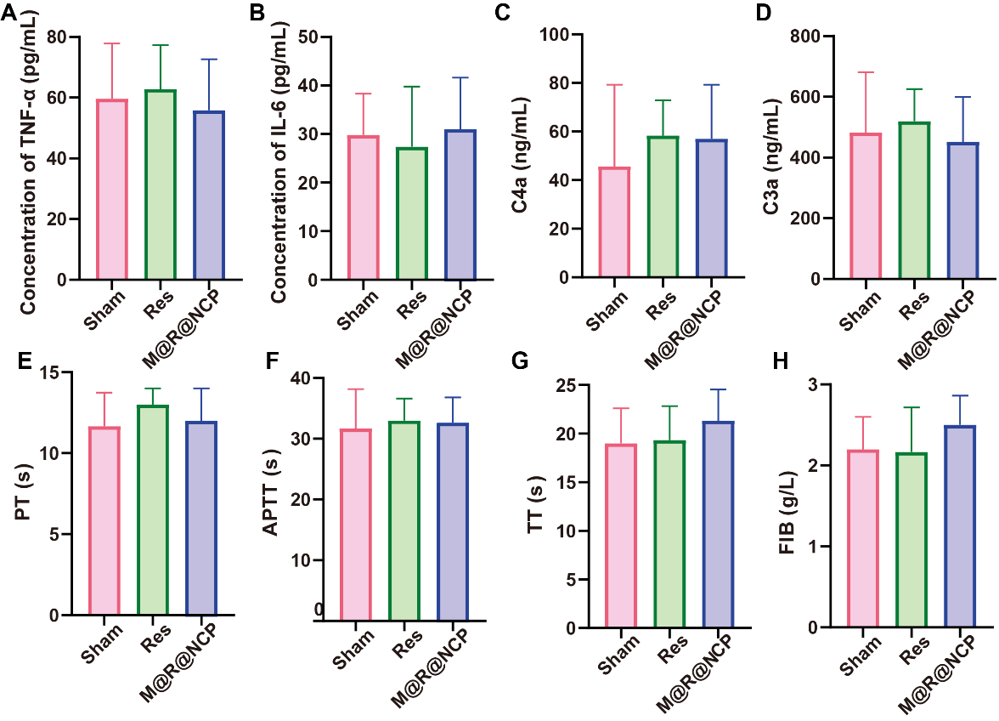 A
Concentration of TNF-α (pg/mL)
80
60
40
20
0
Sham
Res
M@R@NCP
B
Concentration of IL-6 (pg/mL)
50
40
30
20
10
0
Sham
Res
M@R@NCP
C
C4a (ng/mL)
100
80
60
40
20
0
Sham
Res
M@R@NCP
D
C3a (ng/mL)
800
600
400
200
0
Sham
Res
M@R@NCP
E
PT (s)
15
10
5
0
Sham
Res
M@R@NCP
F
APTT (s)
40
30
20
10
0
Sham
Res
M@R@NCP
G
TT (s)
25
20
15
10
5
0
Sham
Res
M@R@NCP
H
FIB (g/L)
3
2
1
0
Sham
Res
M@R@NCP